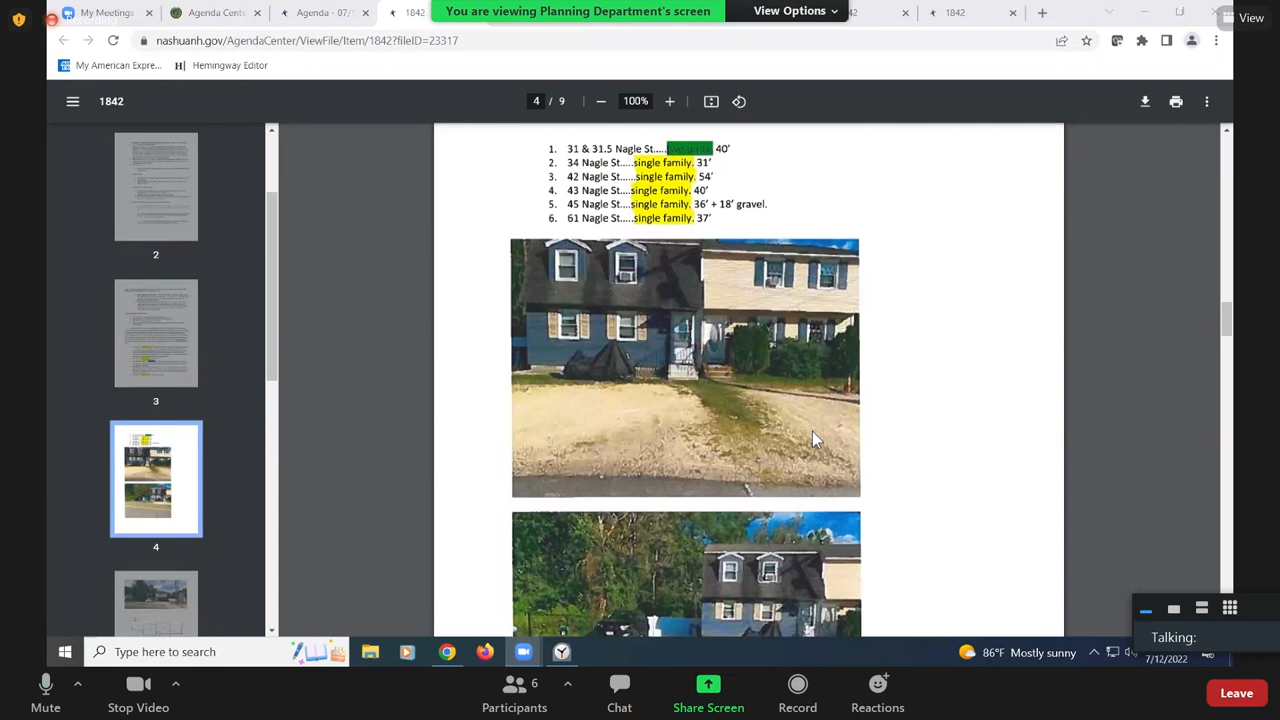 You are viewing Planning Department's screen
View Options
View
My Meetings
Agenda Cente
Agenda - 07/1
1842
42
1842
nashuanh.gov/AgendaCenter/ViewFile/Item/1842?fileID=23317
My American Expre...
H| Hemingway Editor
1842
4 / 9
100%
1. 31 & 31.5 Nagle St..... 40'
2. 34 Nagle St.....single family. 31'
3. 42 Nagle St......single family. 54'
4. 43 Nagle St....single family. 40'
5. 45 Nagle St....single family. 36' + 18' gravel.
6. 61 Nagle St.....single family. 37'
2
3
4
Talking:
Type here to search
86°F Mostly sunny
7/12/2022
Mute
Stop Video
6
Participants
Chat
Share Screen
Record
Reactions
Leave